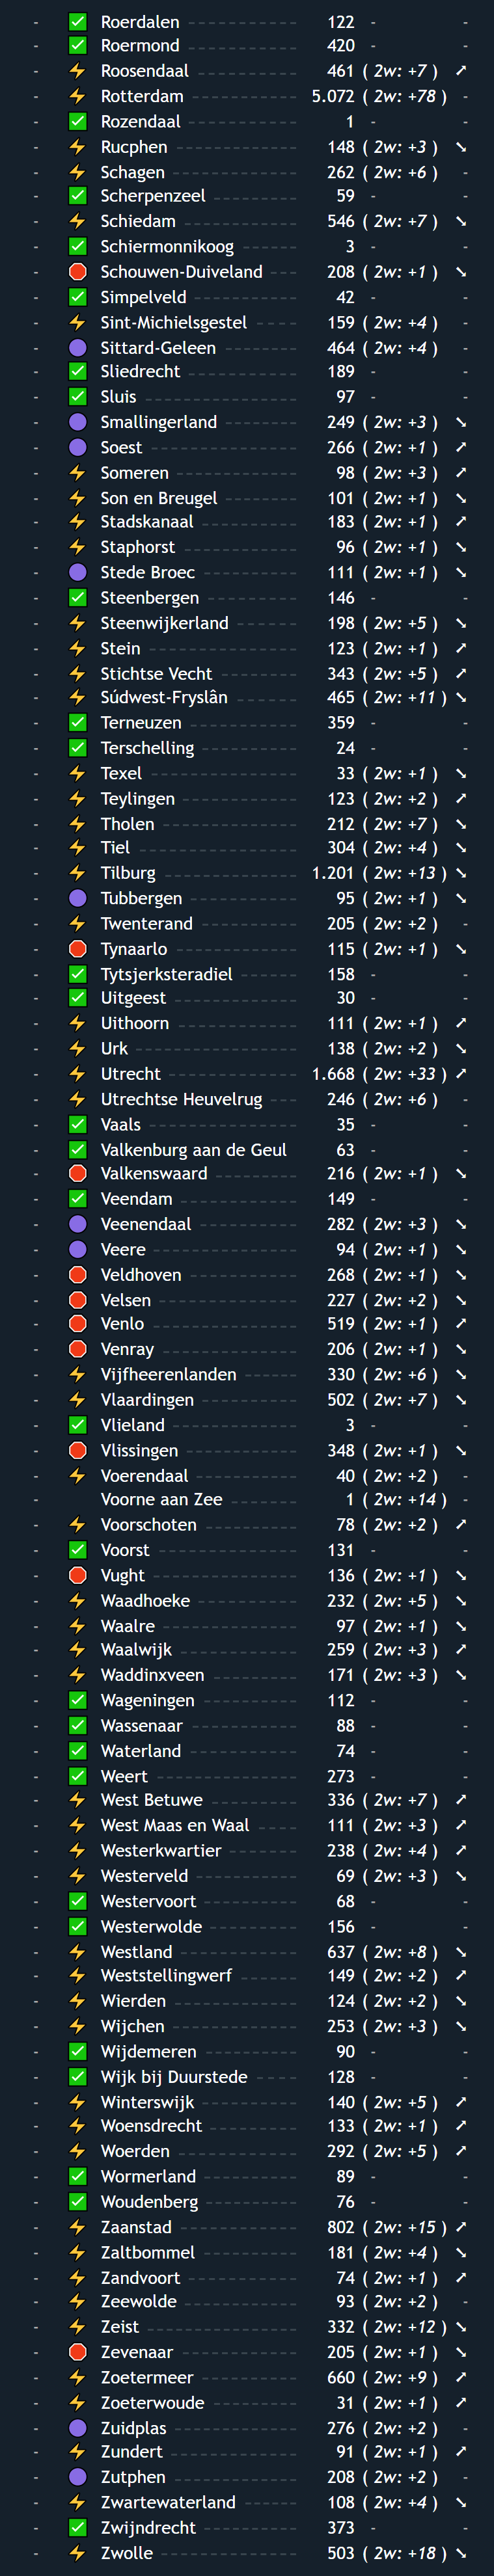 - ✅ Roerdalen 122 - -
- ✅ Roermond 420 - -
- ⚡ Roosendaal 461 ( 2w: +7 ) ↗
- ⚡ Rotterdam 5.072 ( 2w: +78 ) -
- ✅ Rozendaal 1 - -
- ⚡ Rucphen 148 ( 2w: +3 ) ↘
- ⚡ Schagen 262 ( 2w: +6 ) -
- ✅ Scherpenzeel 59 - -
- ⚡ Schiedam 546 ( 2w: +7 ) ↘
- ✅ Schiermonnikoog 3 - -
- 🛑 Schouwen-Duiveland 208 ( 2w: +1 ) ↘
- ✅ Simpelveld 42 - -
- ⚡ Sint-Michielsgestel 159 ( 2w: +4 ) -
- 🟣 Sittard-Geleen 464 ( 2w: +4 ) -
- ✅ Sliedrecht 189 - -
- ✅ Sluis 97 - -
- 🟣 Smallingerland 249 ( 2w: +3 ) ↘
- 🟣 Soest 266 ( 2w: +1 ) ↗
- ⚡ Someren 98 ( 2w: +3 ) ↗
- ⚡ Son en Breugel 101 ( 2w: +1 ) ↘
- ⚡ Stadskanaal 183 ( 2w: +1 ) ↗
- ⚡ Staphorst 96 ( 2w: +1 ) ↘
- 🟣 Stede Broec 111 ( 2w: +1 ) ↘
- ✅ Steenbergen 146 - -
- ⚡ Steenwijkerland 198 ( 2w: +5 ) ↘
- ⚡ Stein 123 ( 2w: +1 ) ↗
- ⚡ Stichtse Vecht 343 ( 2w: +5 ) ↗
- ⚡ Súdwest-Fryslân 465 ( 2w: +11 ) ↘
- ✅ Terneuzen 359 - -
- ✅ Terschelling 24 - -
- ⚡ Texel 33 ( 2w: +1 ) ↘
- ⚡ Teylingen 123 ( 2w: +2 ) ↗
- ⚡ Tholen 212 ( 2w: +7 ) ↘
- ⚡ Tiel 304 ( 2w: +4 ) ↘
- ⚡ Tilburg 1.201 ( 2w: +13 ) ↘
- 🟣 Tubbergen 95 ( 2w: +1 ) ↘
- ⚡ Twenterand 205 ( 2w: +2 ) -
- 🛑 Tynaarlo 115 ( 2w: +1 ) ↘
- ✅ Tytsjerksteradiel 158 - -
- ✅ Uitgeest 30 - -
- ⚡ Uithoorn 111 ( 2w: +1 ) ↗
- ⚡ Urk 138 ( 2w: +2 ) ↘
- ⚡ Utrecht 1.668 ( 2w: +33 ) ↗
- ⚡ Utrechtse Heuvelrug 246 ( 2w: +6 ) -
- ✅ Vaals 35 - -
- ✅ Valkenburg aan de Geul 63 - -
- 🛑 Valkenswaard 216 ( 2w: +1 ) ↘
- ✅ Veendam 149 - -
- 🟣 Veenendaal 282 ( 2w: +3 ) ↘
- 🟣 Veere 94 ( 2w: +1 ) ↘
- 🛑 Veldhoven 268 ( 2w: +1 ) ↘
- 🛑 Velsen 227 ( 2w: +2 ) ↘
- 🛑 Venlo 519 ( 2w: +1 ) ↗
- 🛑 Venray 206 ( 2w: +1 ) ↘
- ⚡ Vijfheerenlanden 330 ( 2w: +6 ) ↘
- ⚡ Vlaardingen 502 ( 2w: +7 ) ↘
- ✅ Vlieland 3 - -
- 🛑 Vlissingen 348 ( 2w: +1 ) ↘
- ⚡ Voerendaal 40 ( 2w: +2 ) -
- Voorne aan Zee 1 ( 2w: +14 ) -
- ⚡ Voorschoten 78 ( 2w: +2 ) ↗
- ✅ Voorst 131 - -
- 🛑 Vught 136 ( 2w: +1 ) ↘
- ⚡ Waadhoeke 232 ( 2w: +5 ) ↘
- ⚡ Waalre 97 ( 2w: +1 ) ↘
- ⚡ Waalwijk 259 ( 2w: +3 ) ↗
- ⚡ Waddinxveen 171 ( 2w: +3 ) ↘
- ✅ Wageningen 112 - -
- ✅ Wassenaar 88 - -
- ✅ Waterland 74 - -
- ✅ Weert 273 - -
- ⚡ West Betuwe 336 ( 2w: +7 ) ↗
- ⚡ West Maas en Waal 111 ( 2w: +3 ) ↗
- ⚡ Westerkwartier 238 ( 2w: +4 ) ↗
- ⚡ Westerveld 69 ( 2w: +3 ) ↘
- ✅ Westervoort 68 - -
- ✅ Westerwolde 156 - -
- ⚡ Westland 637 ( 2w: +8 ) ↘
- ⚡ Weststellingwerf 149 ( 2w: +2 ) ↗
- ⚡ Wierden 124 ( 2w: +2 ) ↘
- ⚡ Wijchen 253 ( 2w: +3 ) ↘
- ✅ Wijdemeren 90 - -
- ✅ Wijk bij Duurstede 128 - -
- ⚡ Winterswijk 140 ( 2w: +5 ) ↗
- ⚡ Woensdrecht 133 ( 2w: +1 ) ↗
- ⚡ Woerden 292 ( 2w: +5 ) ↗
- ✅ Wormerland 89 - -
- ✅ Woudenberg 76 - -
- ⚡ Zaanstad 802 ( 2w: +15 ) ↗
- ⚡ Zaltbommel 181 ( 2w: +4 ) ↘
- ⚡ Zandvoort 74 ( 2w: +1 ) ↗
- ⚡ Zeewolde 93 ( 2w: +2 ) -
- ⚡ Zeist 332 ( 2w: +12 ) ↘
- 🛑 Zevenaar 205 ( 2w: +1 ) ↘
- ⚡ Zoetermeer 660 ( 2w: +9 ) ↗
- ⚡ Zoeterwoude 31 ( 2w: +1 ) ↗
- 🟣 Zuidplas 276 ( 2w: +2 ) -
- ⚡ Zundert 91 ( 2w: +1 ) ↗
- 🟣 Zutphen 208 ( 2w: +2 ) -
- ⚡ Zwartewaterland 108 ( 2w: +4 ) ↘
- ✅ Zwijndrecht 373 - -
- ⚡ Zwolle 503 ( 2w: +18 ) ↘